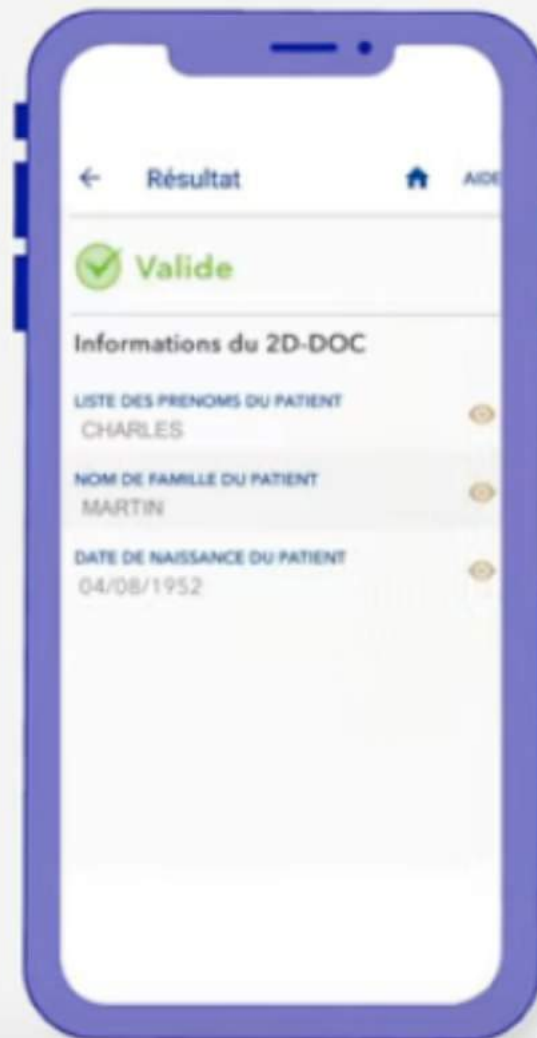 Résultat AIDE
Valide
Informations du 2D-DOC
LISTE DES PRENOMS DU PATIENT
CHARLES
NOM DE FAMILLE DU PATIENT
MARTIN
DATE DE NAISSANCE DU PATIENT
04/08/1952